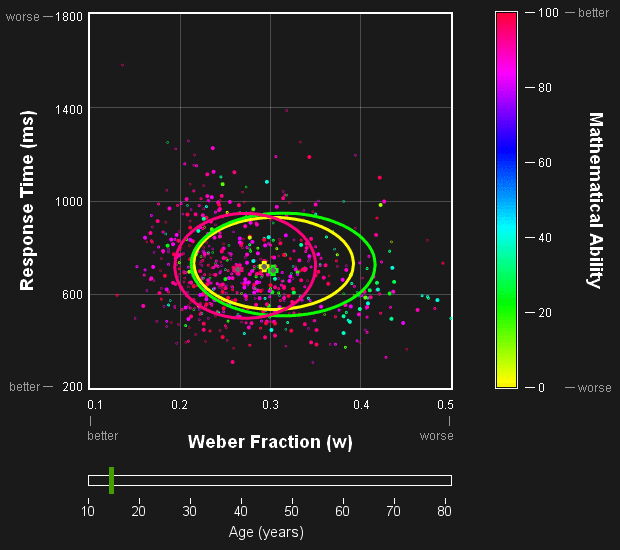 worse
1800
1400
1000
600
200
better
Response Time (ms)
0.1 0.2 0.3 0.4 0.5
better worse
Weber Fraction (w)
10 20 30 40 50 60 70 80
Age (years)
100 better
80
60
40
20
0 worse
Mathematical Ability